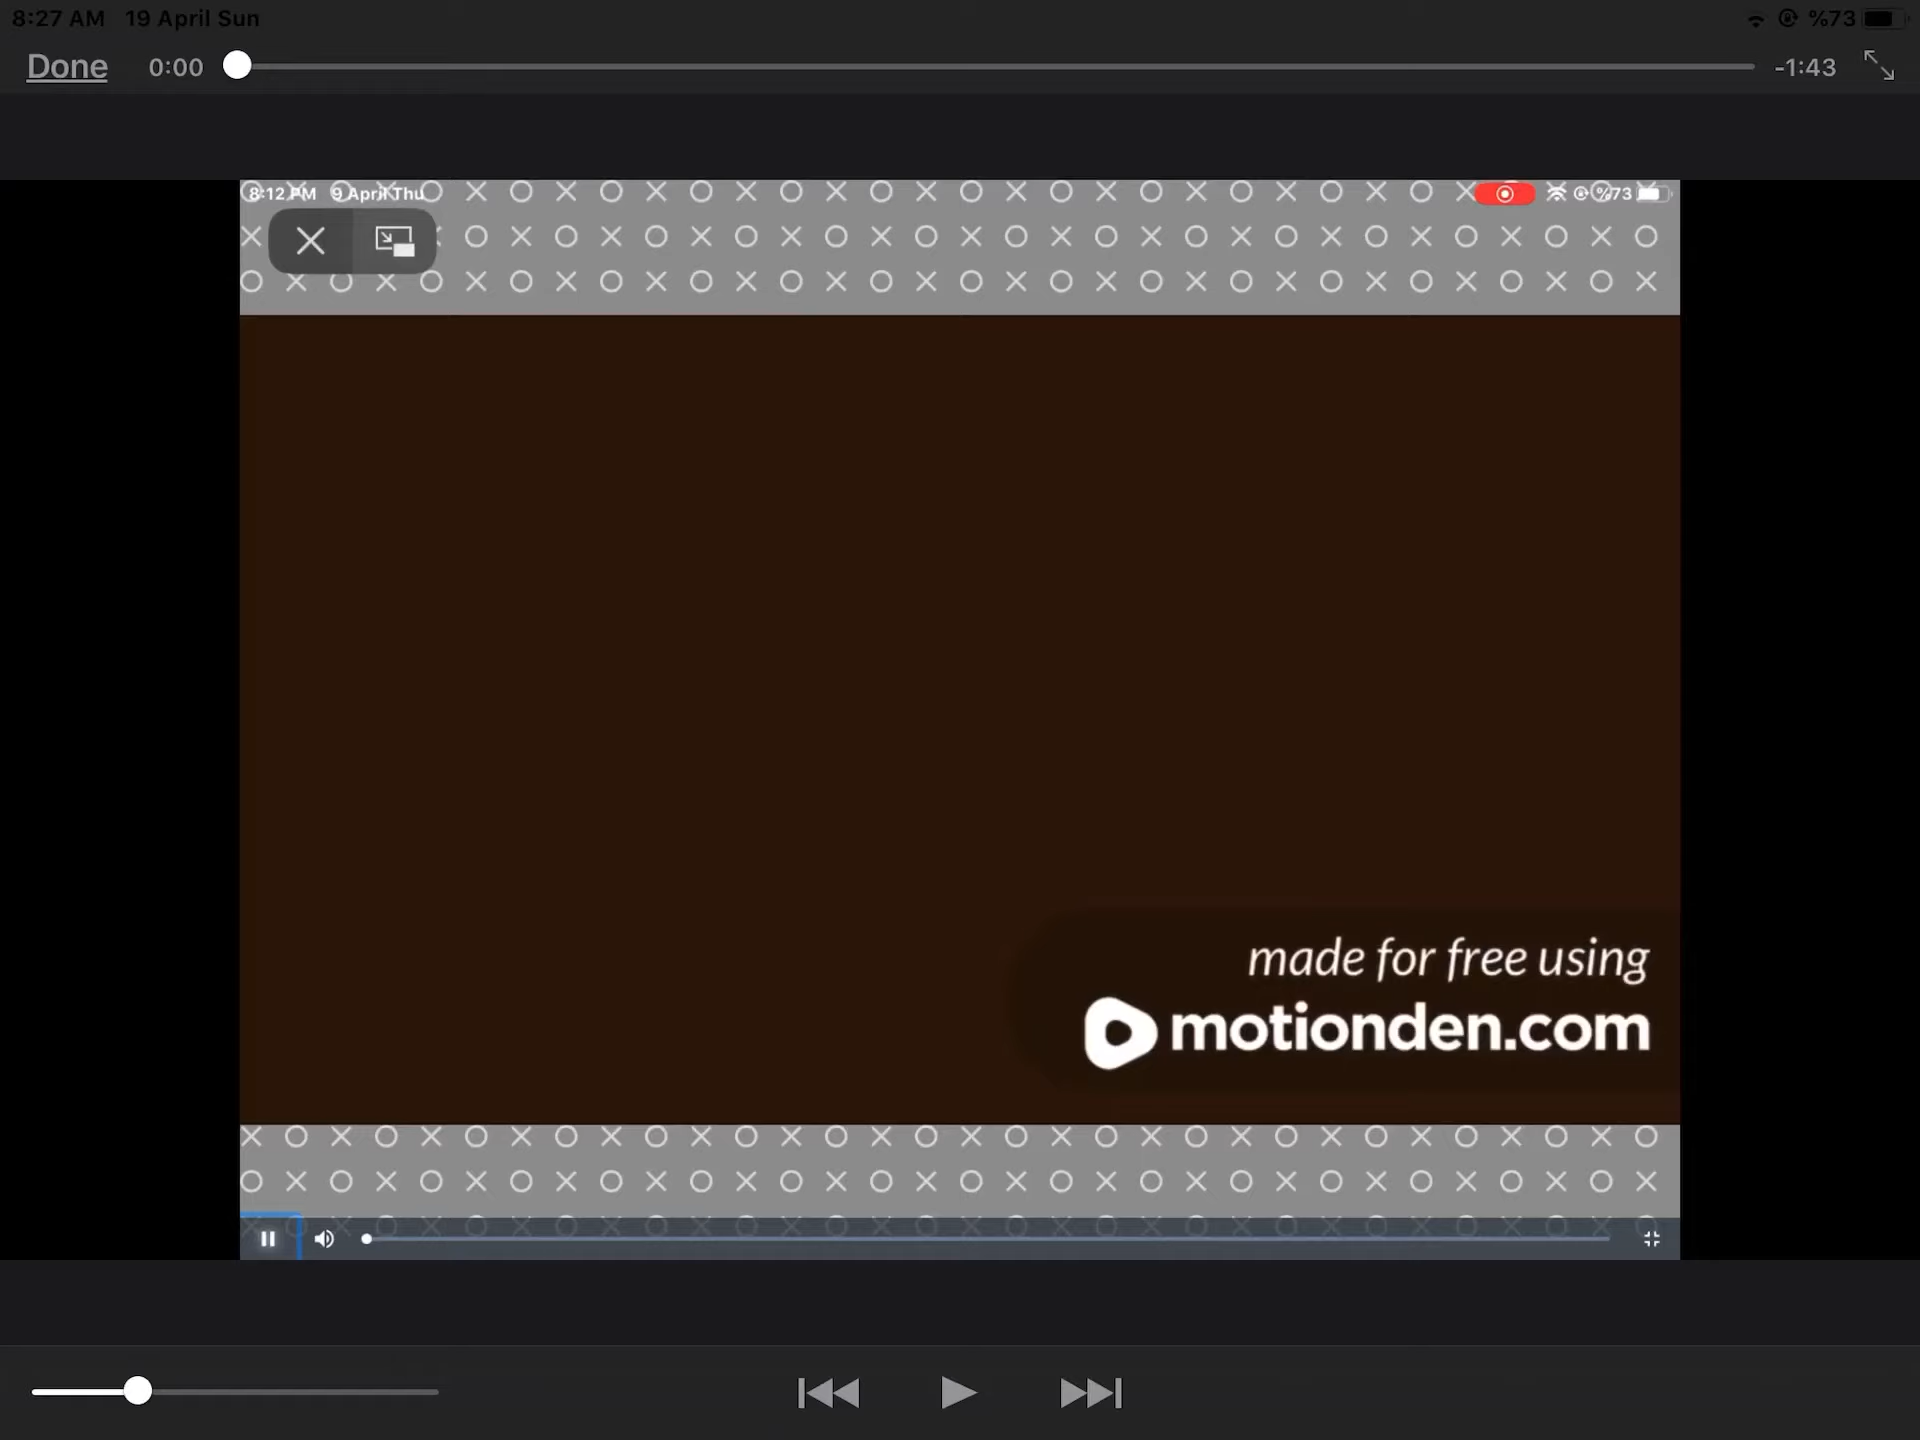 8:27 AM 19 April Sun
%73
Done 0:00 -1:43
8:12 PM 9 April Thu
%73
made for free using
motionden.com